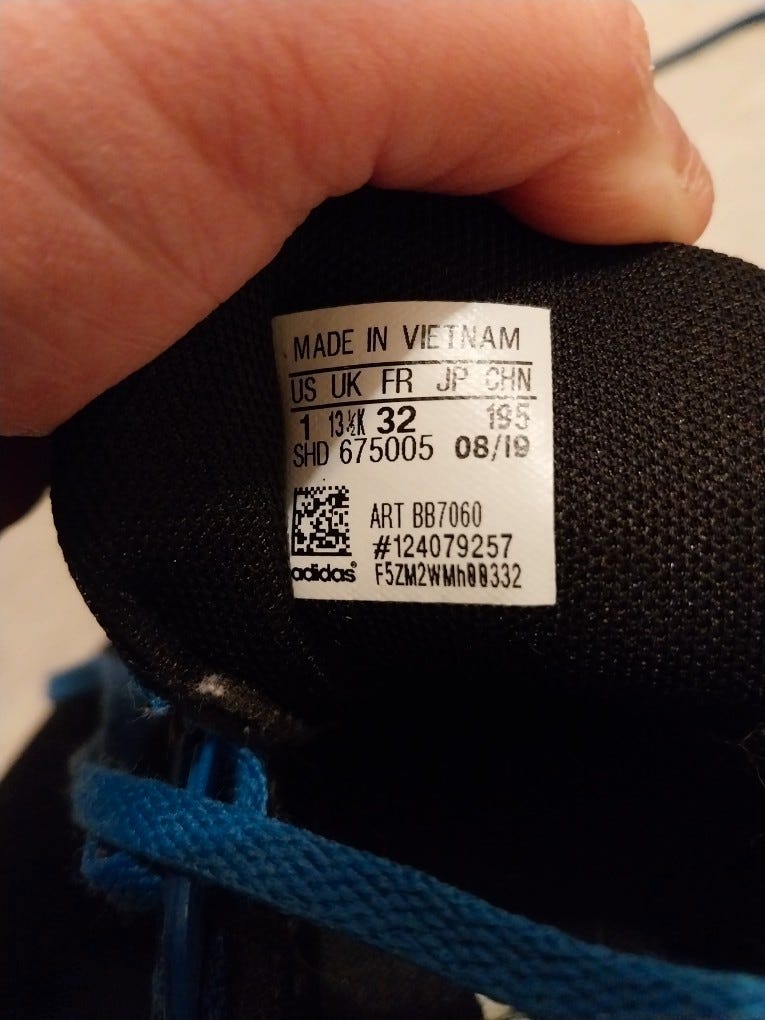 MADE IN VIETNAM
US UK FR JP CHN
1 13½K 32 195
SHD 675005 08/19
ART BB7060
#124079257
adidas® F5ZM2WMh00332